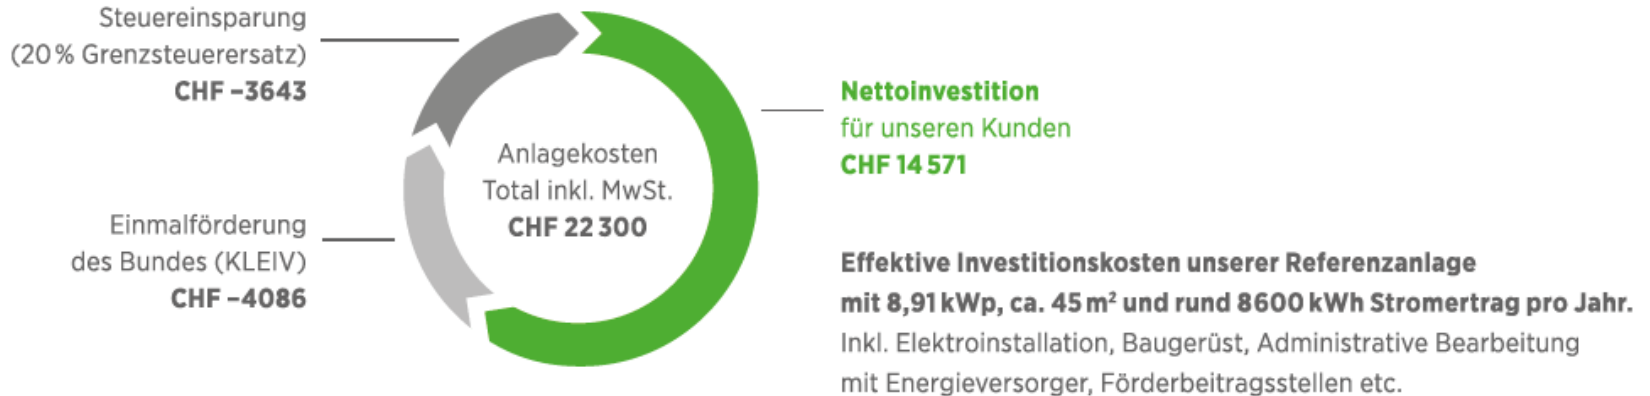 Steuereinsparung
(20 % Grenzsteuerersatz)
CHF –3643
Einmalförderung
des Bundes (KLEIV)
CHF –4086
Anlagekosten
Total inkl. MwSt.
CHF 22 300
Nettoinvestition
für unseren Kunden
CHF 14 571
Effektive Investitionskosten unserer Referenzanlage
mit 8,91 kWp, ca. 45 m² und rund 8600 kWh Stromertrag pro Jahr.
Inkl. Elektroinstallation, Baugerüst, Administrative Bearbeitung
mit Energieversorger, Förderbeitragsstellen etc.